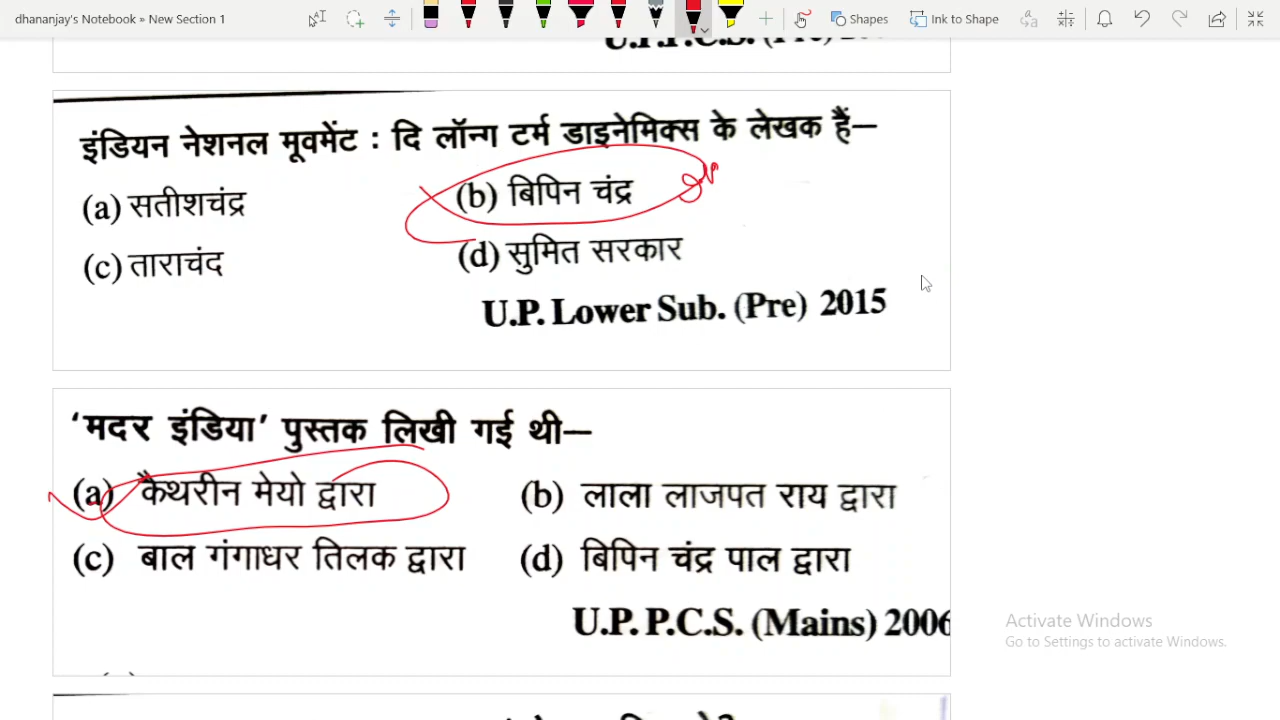 dhananjay's Notebook » New Section 1
Shapes
Ink to Shape
U.P.P.C.S. (Pre)
इंडियन नेशनल मूवमेंट : दि लॉन्ग टर्म डाइनेमिक्स के लेखक हैं—
(a) सतीशचंद्र (b) बिपिन चंद्र
(c) ताराचंद (d) सुमित सरकार
U.P. Lower Sub. (Pre) 2015
'मदर इंडिया' पुस्तक लिखी गई थी—
(a) कैथरीन मेयो द्वारा (b) लाला लाजपत राय द्वारा
(c) बाल गंगाधर तिलक द्वारा (d) बिपिन चंद्र पाल द्वारा
U.P. P.C.S. (Mains) 2006
Activate Windows
Go to Settings to activate Windows.